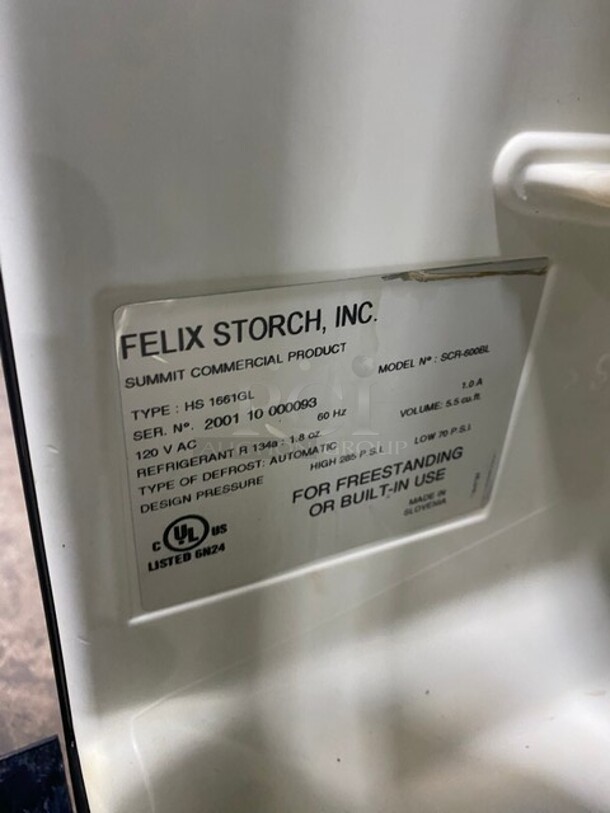 FELIX STORCH, INC.
SUMMIT COMMERCIAL PRODUCT
MODEL Nº : SCR-600BL
TYPE : HS 1661GL
SER. Nº. 2001 10 000093
1.0 A
120 V AC 60 Hz
VOLUME: 5.5 cu.ft.
REFRIGERANT R 134a : 1.8 oz
TYPE OF DEFROST: AUTOMATIC
DESIGN PRESSURE HIGH 285 P.S.I. LOW 70 P.S.I.
FOR FREESTANDING
OR BUILT-IN USE
MADE IN
SLOVENIA
C UL US
LISTED 6N24
rci
AUCTION GROUP